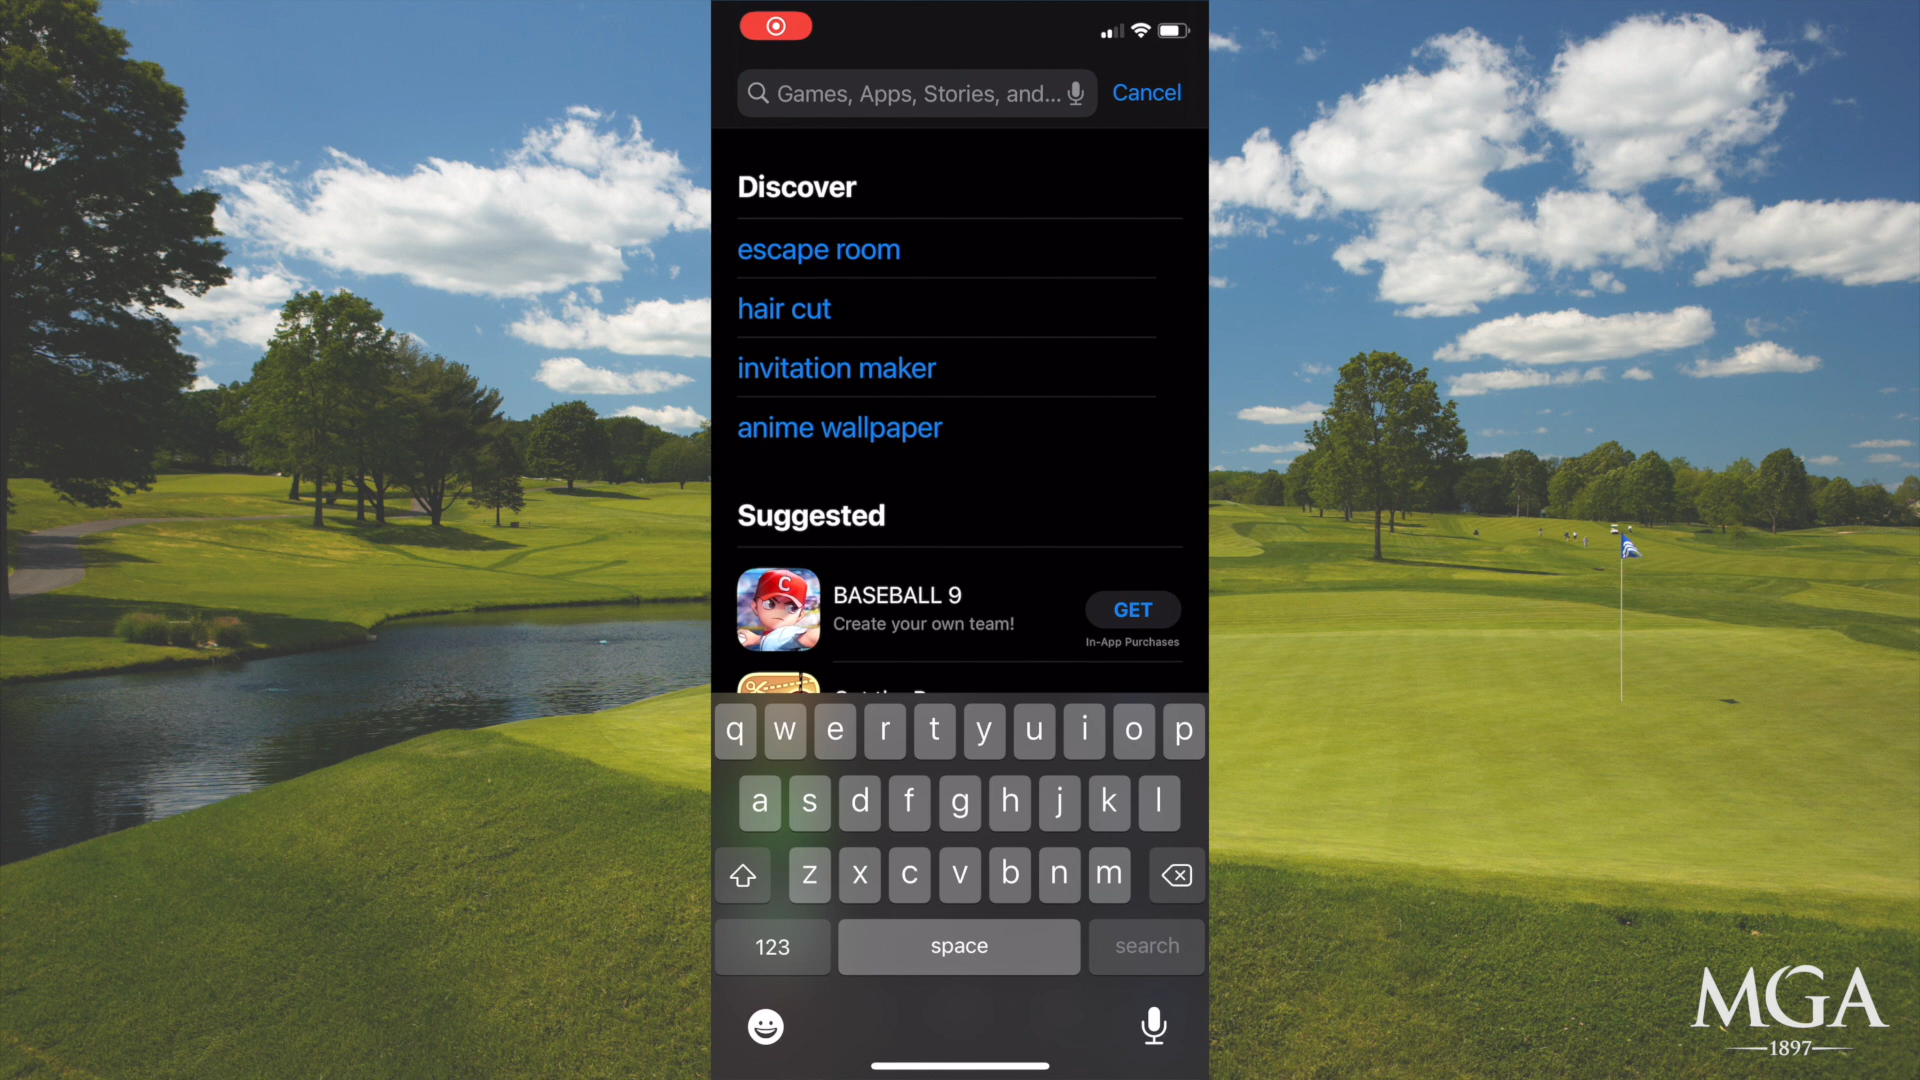 Games, Apps, Stories, and...
Cancel
Discover
escape room
hair cut
invitation maker
anime wallpaper
Suggested
BASEBALL 9
Create your own team!
GET
In-App Purchases
q w e r t y u i o p
a s d f g h j k l
z x c v b n m
123
space
search
MGA
1897